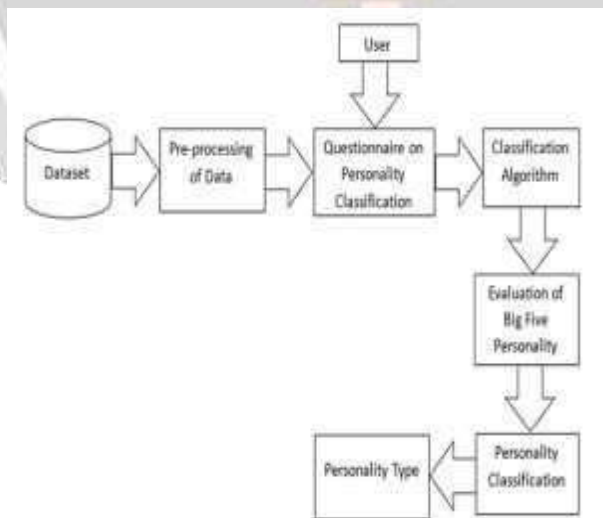 User
Dataset
Pre-processing
of Data
Questionnaire on
Personality
Classification
Classification
Algorithm
Evaluation of
Big Five
Personality
Personality
Classification
Personality Type